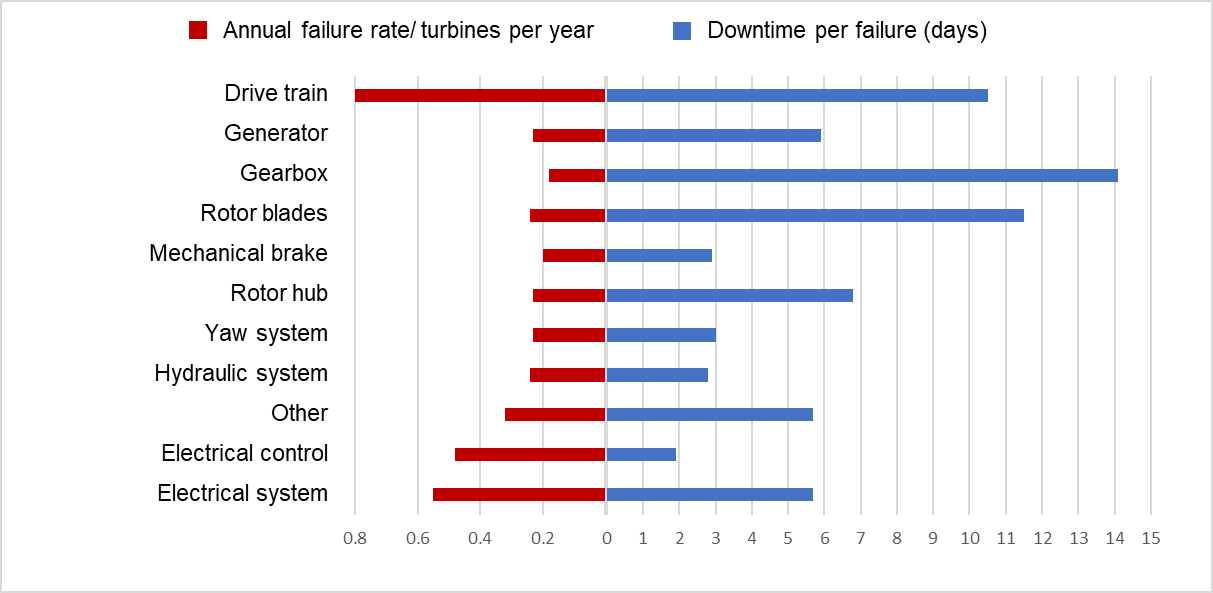 Annual failure rate/ turbines per year Downtime per failure (days)
Drive train
Generator
Gearbox
Rotor blades
Mechanical brake
Rotor hub
Yaw system
Hydraulic system
Other
Electrical control
Electrical system
0.8 0.6 0.4 0.2 0 1 2 3 4 5 6 7 8 9 10 11 12 13 14 15